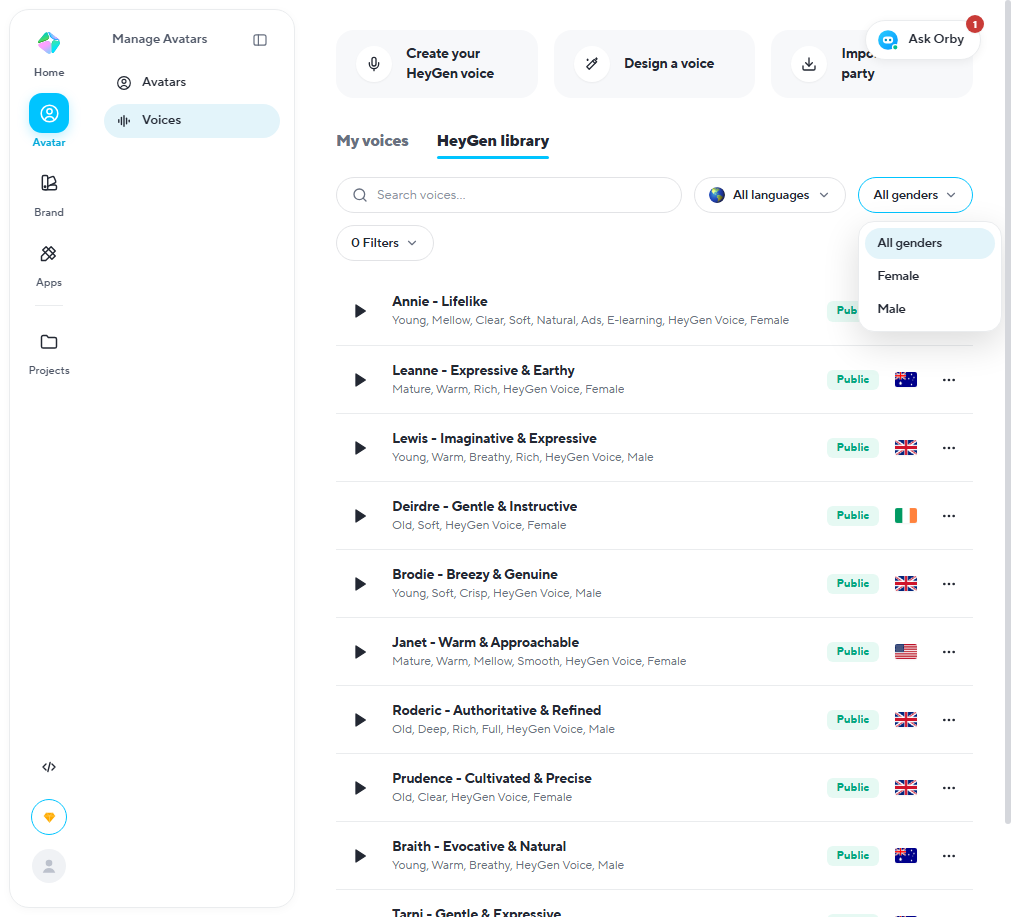 Home
Avatar
Brand
Apps
Projects
Manage Avatars
Avatars
Voices
Create your
HeyGen voice
Design a voice
party
Ask Orby
1
My voices
HeyGen library
Search voices...
All languages
All genders
0 Filters
All genders
Female
Male
Annie - Lifelike
Young, Mellow, Clear, Soft, Natural, Ads, E-learning, HeyGen Voice, Female
Leanne - Expressive & Earthy
Mature, Warm, Rich, HeyGen Voice, Female
Public
Lewis - Imaginative & Expressive
Young, Warm, Breathy, Rich, HeyGen Voice, Male
Public
Deirdre - Gentle & Instructive
Old, Soft, HeyGen Voice, Female
Public
Brodie - Breezy & Genuine
Young, Soft, Crisp, HeyGen Voice, Male
Public
Janet - Warm & Approachable
Mature, Warm, Mellow, Smooth, HeyGen Voice, Female
Public
Roderic - Authoritative & Refined
Old, Deep, Rich, Full, HeyGen Voice, Male
Public
Prudence - Cultivated & Precise
Old, Clear, HeyGen Voice, Female
Public
Braith - Evocative & Natural
Young, Warm, Breathy, HeyGen Voice, Male
Public
Tarni - Gentle & Expressive